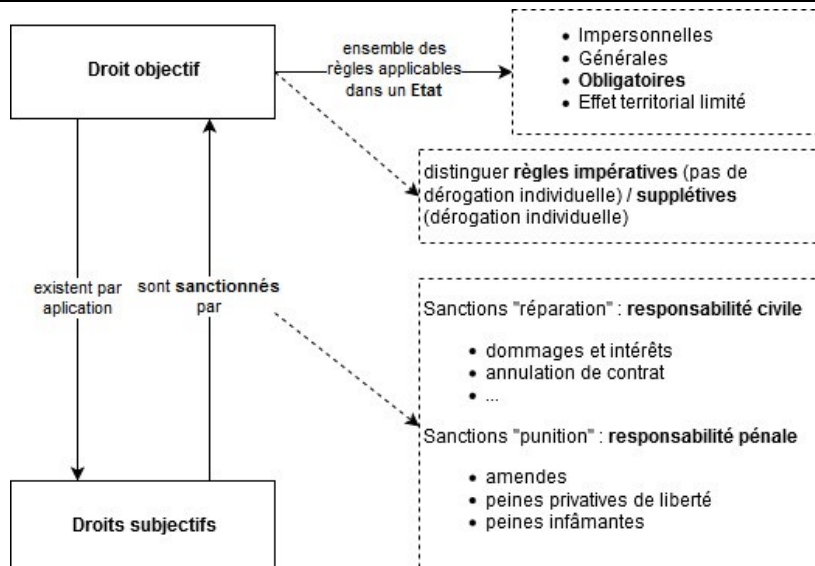 Droit objectif
ensemble des
règles applicables
dans un Etat
• Impersonnelles
• Générales
• Obligatoires
• Effet territorial limité
distinguer règles impératives (pas de
dérogation individuelle) / supplétives
(dérogation individuelle)
existent par
aplication
sont sanctionnés
par
Sanctions "réparation" : responsabilité civile
• dommages et intérêts
• annulation de contrat
• ...
Sanctions "punition" : responsabilité pénale
• amendes
• peines privatives de liberté
• peines infâmantes
Droits subjectifs